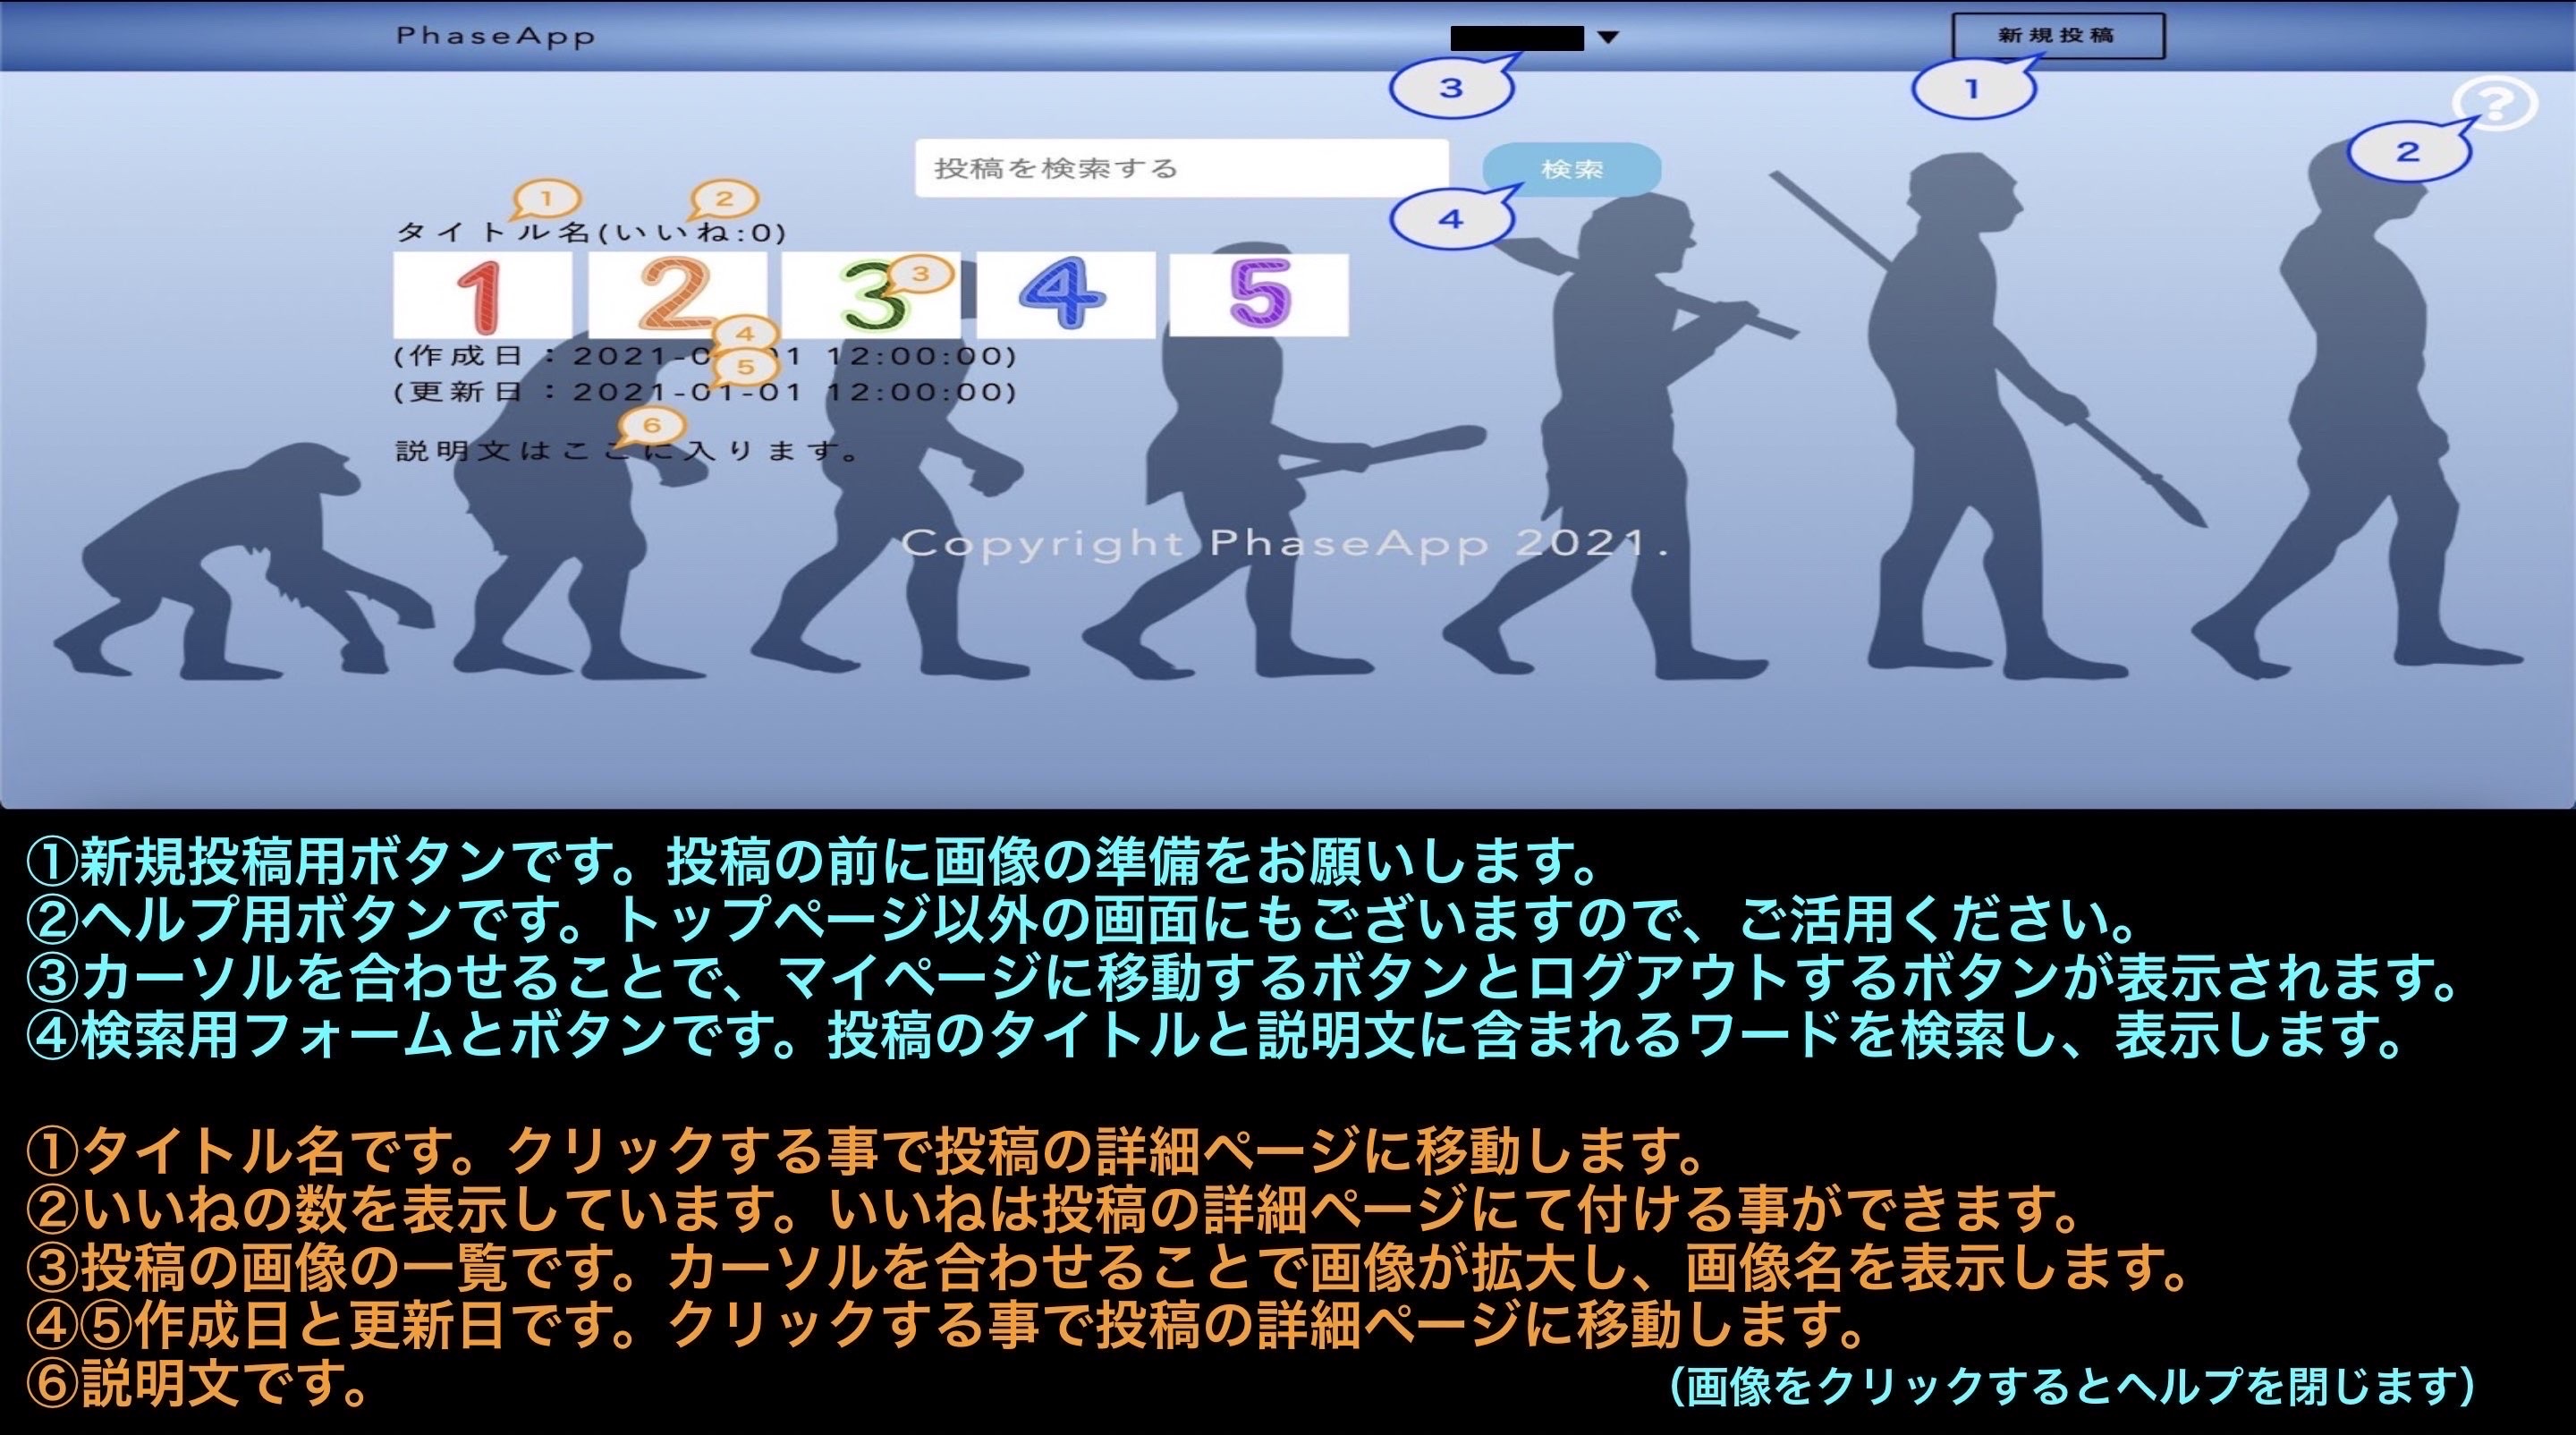 PhaseApp ▼ 新規投稿
3 1
?
2
投稿を検索する 検索
4
1 2
タイトル名(いいね:0)
1 2 3 4 5
3
4
(作成日：2021-0 01 12:00:00)
5
(更新日：2021-01-01 12:00:00)
6
説明文はここに入ります。
Copyright PhaseApp 2021.
①新規投稿用ボタンです。投稿の前に画像の準備をお願いします。
②ヘルプ用ボタンです。トップページ以外の画面にもございますので、ご活用ください。
③カーソルを合わせることで、マイページに移動するボタンとログアウトするボタンが表示されます。
④検索用フォームとボタンです。投稿のタイトルと説明文に含まれるワードを検索し、表示します。
①タイトル名です。クリックする事で投稿の詳細ページに移動します。
②いいねの数を表示しています。いいねは投稿の詳細ページにて付ける事ができます。
③投稿の画像の一覧です。カーソルを合わせることで画像が拡大し、画像名を表示します。
④⑤作成日と更新日です。クリックする事で投稿の詳細ページに移動します。
⑥説明文です。
（画像をクリックするとヘルプを閉じます）